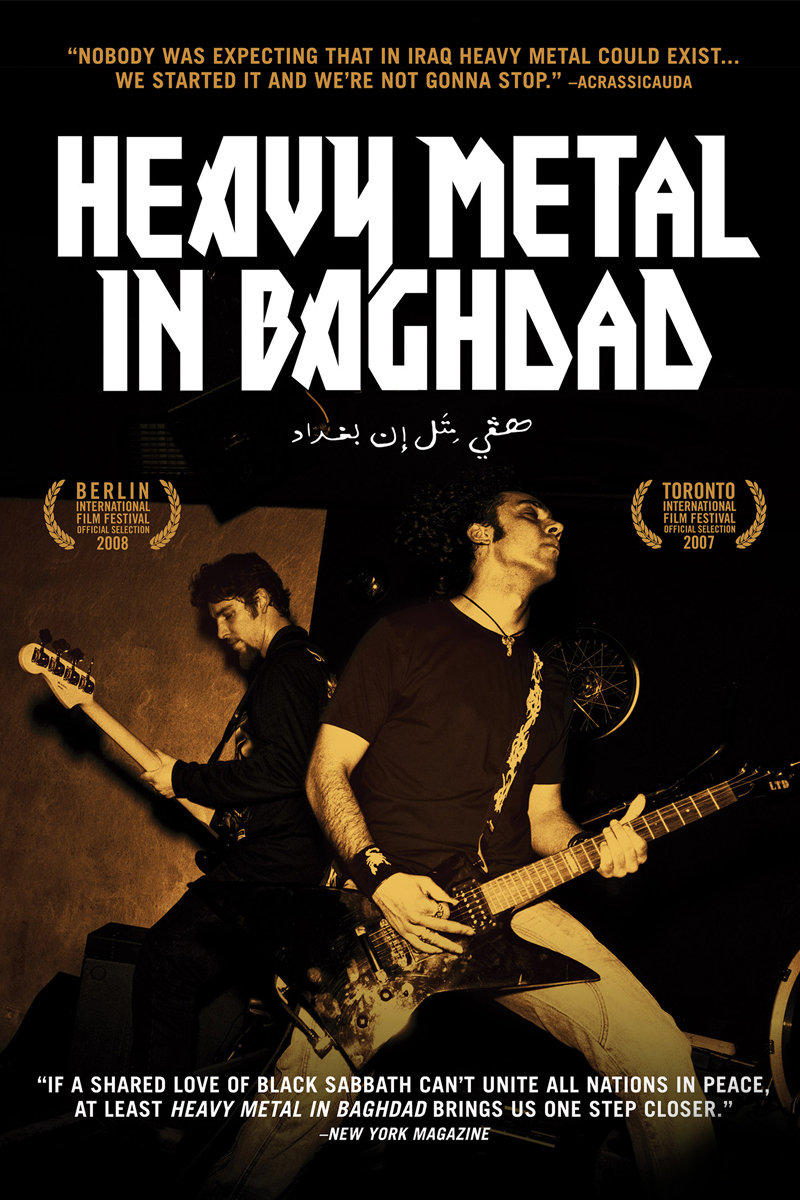 “NOBODY WAS EXPECTING THAT IN IRAQ HEAVY METAL COULD EXIST...
WE STARTED IT AND WE’RE NOT GONNA STOP.” –ACRASSICAUDA
HEAVY METAL
IN BAGHDAD
هڤي مِتَل إن بغداد
BERLIN
INTERNATIONAL
FILM FESTIVAL
OFFICIAL SELECTION
2008
TORONTO
INTERNATIONAL
FILM FESTIVAL
OFFICIAL SELECTION
2007
LTD
“IF A SHARED LOVE OF BLACK SABBATH CAN’T UNITE ALL NATIONS IN PEACE,
AT LEAST HEAVY METAL IN BAGHDAD BRINGS US ONE STEP CLOSER.”
–NEW YORK MAGAZINE